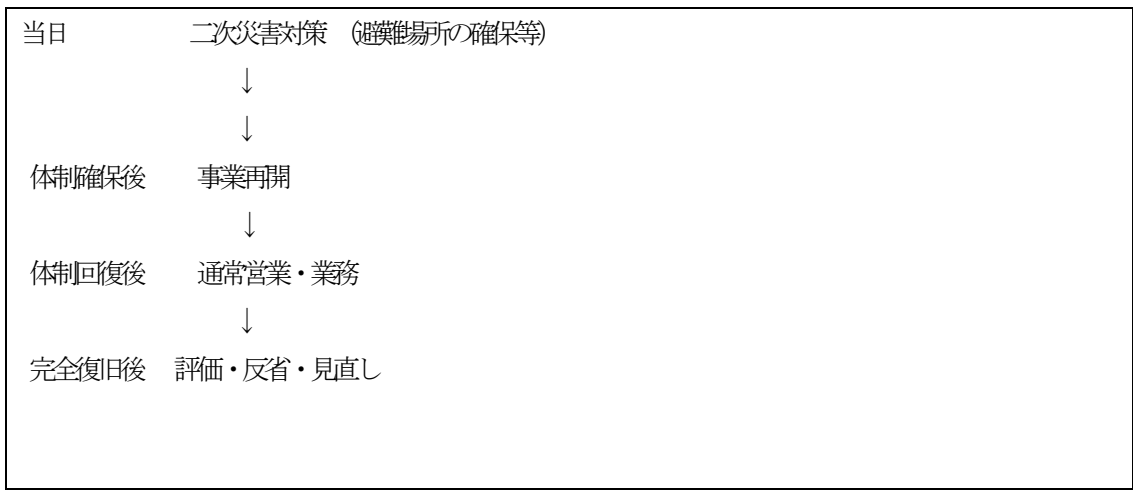 当日 二次災害対策 (避難場所の確保等)
↓
↓
体制確保後 事業再開
↓
体制回復後 通常営業・業務
↓
完全復旧後 評価・反省・見直し